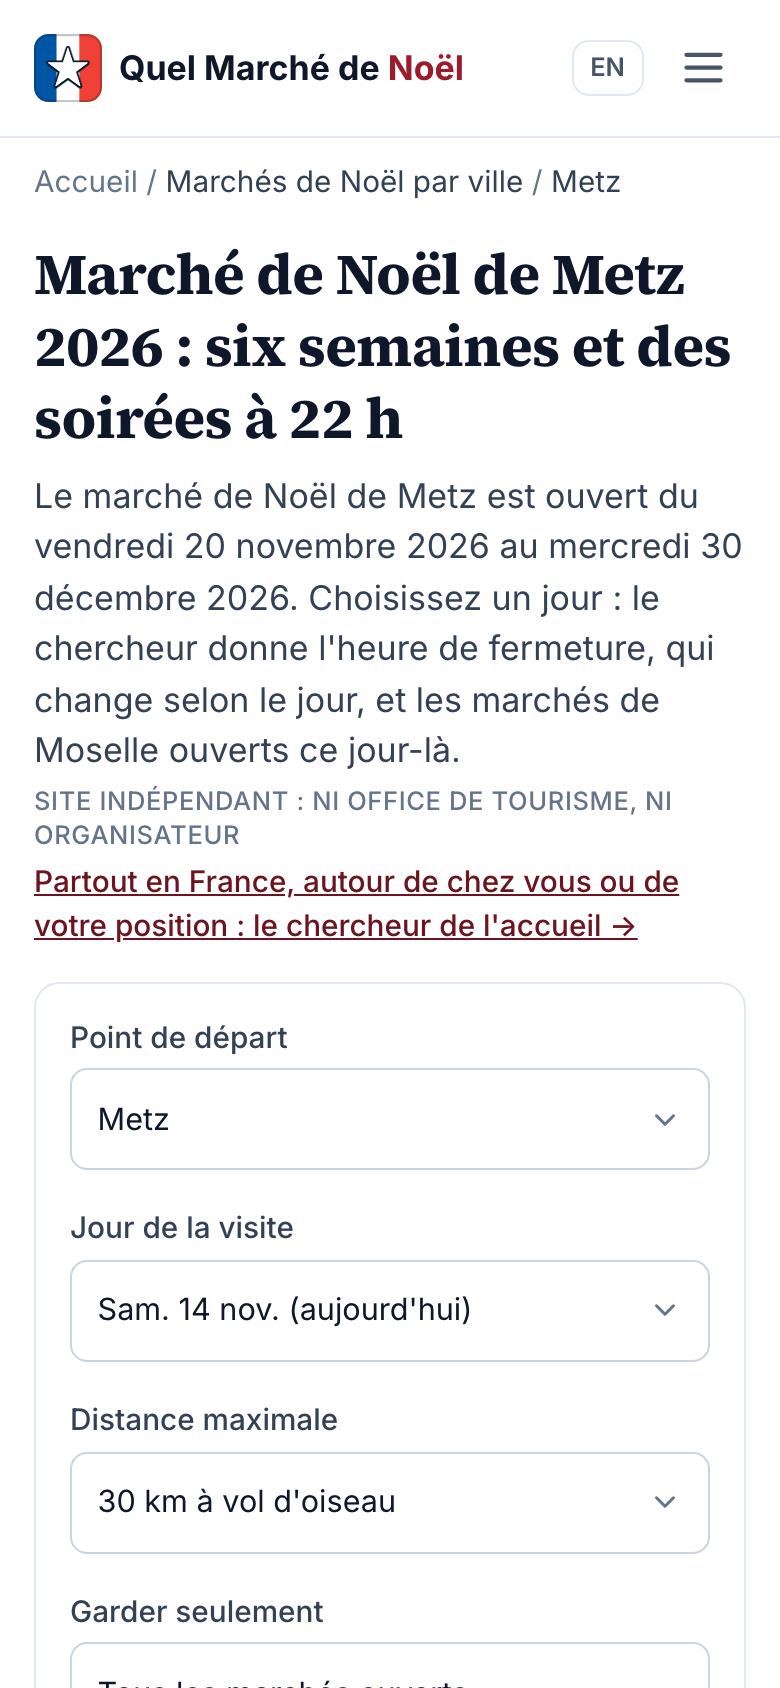 Quel Marché de Noël
EN
Accueil / Marchés de Noël par ville / Metz
Marché de Noël de Metz
2026 : six semaines et des
soirées à 22 h
Le marché de Noël de Metz est ouvert du
vendredi 20 novembre 2026 au mercredi 30
décembre 2026. Choisissez un jour : le
chercheur donne l'heure de fermeture, qui
change selon le jour, et les marchés de
Moselle ouverts ce jour-là.
SITE INDÉPENDANT : NI OFFICE DE TOURISME, NI
ORGANISATEUR
Partout en France, autour de chez vous ou de
votre position : le chercheur de l'accueil →
Point de départ
Metz
Jour de la visite
Sam. 14 nov. (aujourd'hui)
Distance maximale
30 km à vol d'oiseau
Garder seulement
Tous les marchés ouverts